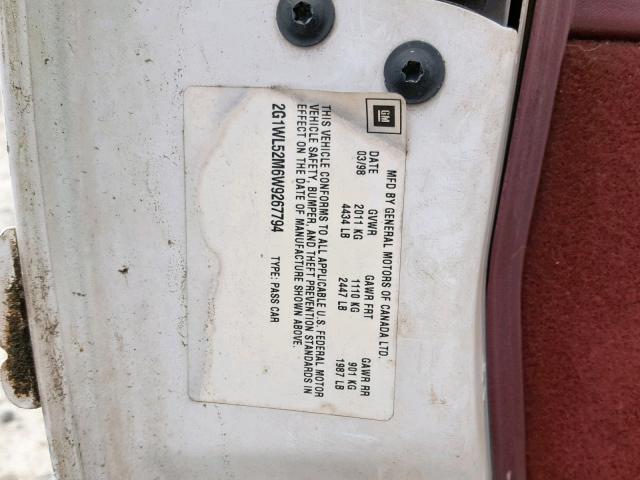 GM
MFD BY GENERAL MOTORS OF CANADA LTD.
DATE GVWR GAWR FRT GAWR RR
03/98 2011 KG 1110 KG 901 KG
4434 LB 2447 LB 1987 LB
THIS VEHICLE CONFORMS TO ALL APPLICABLE U.S. FEDERAL MOTOR
VEHICLE SAFETY, BUMPER, AND THEFT PREVENTION STANDARDS IN
EFFECT ON THE DATE OF MANUFACTURE SHOWN ABOVE.
2G1WL52M6W9267794 TYPE: PASS CAR